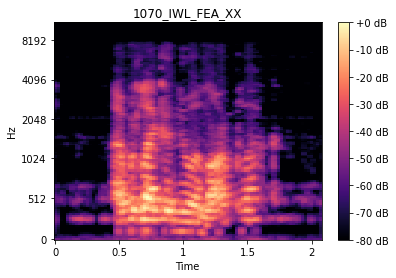 1070_IWL_FEA_XX
+0 dB
8192
-10 dB
4096
-20 dB
-30 dB
2048
Hz
-40 dB
1024
-50 dB
512
-60 dB
-70 dB
0
-80 dB
0
0.5
1
1.5
2
Time